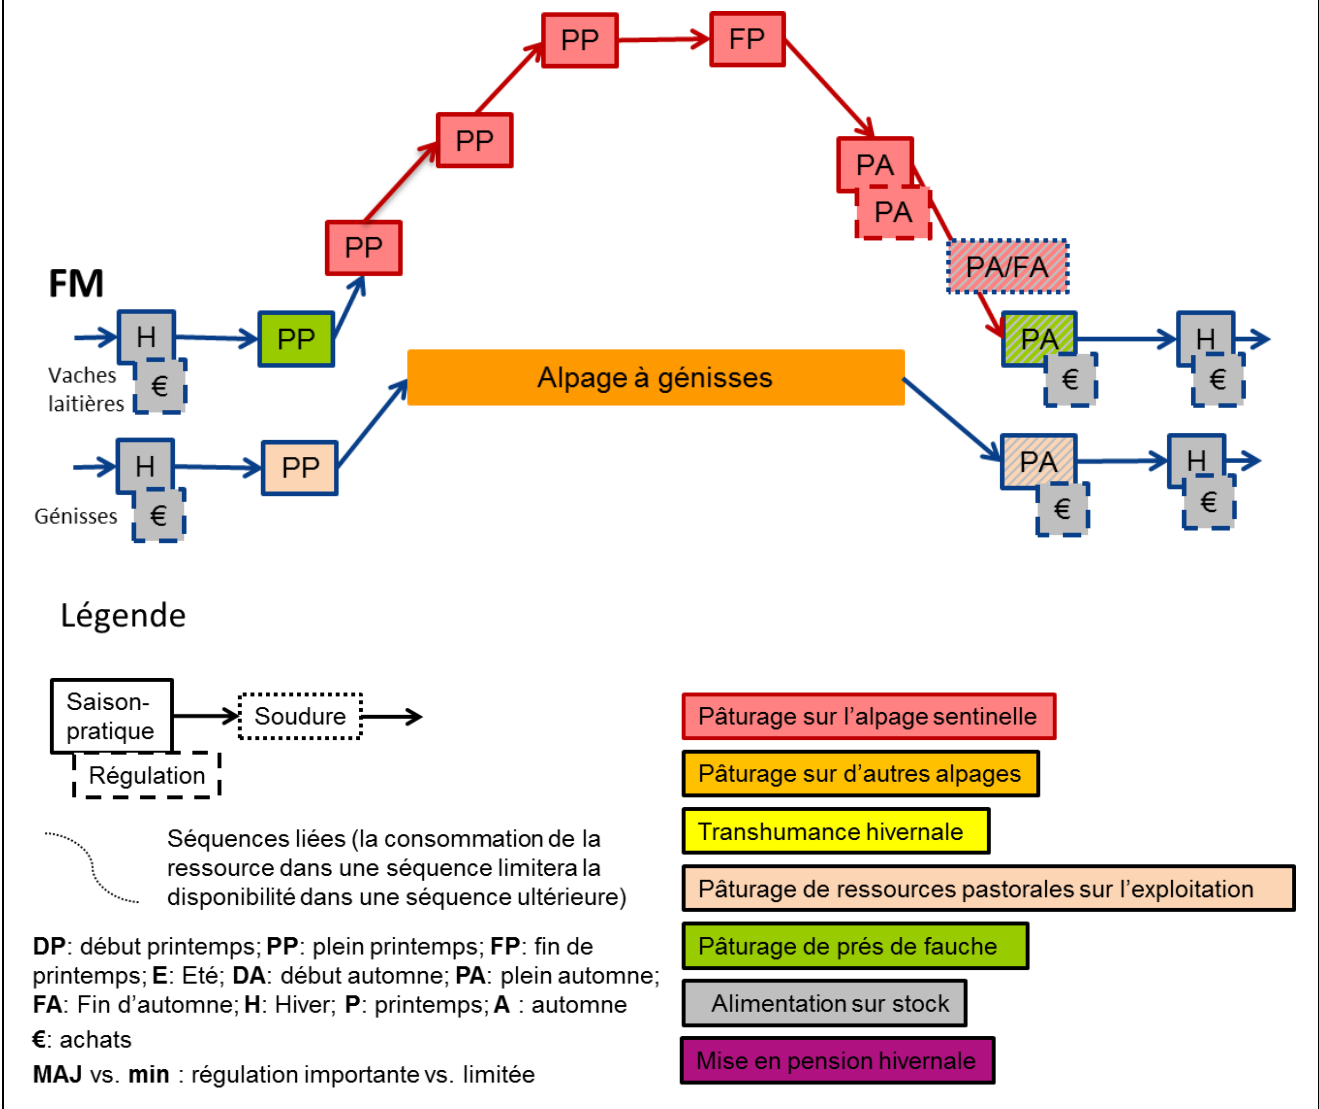 PP
FP
PP
PA
PA
PP
PA/FA
FM
H
€
Vaches
laitières
PP
PA
€
H
€
Alpage à génisses
H
€
Génisses
PP
PA
€
H
€
Légende
Saison-
pratique
Soudure
Régulation
Séquences liées (la consommation de la
ressource dans une séquence limitera la
disponibilité dans une séquence ultérieure)
DP: début printemps; PP: plein printemps; FP: fin de
printemps; E: Eté; DA: début automne; PA: plein automne;
FA: Fin d’automne; H: Hiver; P: printemps; A : automne
€: achats
MAJ vs. min : régulation importante vs. limitée
Pâturage sur l’alpage sentinelle
Pâturage sur d’autres alpages
Transhumance hivernale
Pâturage de ressources pastorales sur l’exploitation
Pâturage de prés de fauche
Alimentation sur stock
Mise en pension hivernale